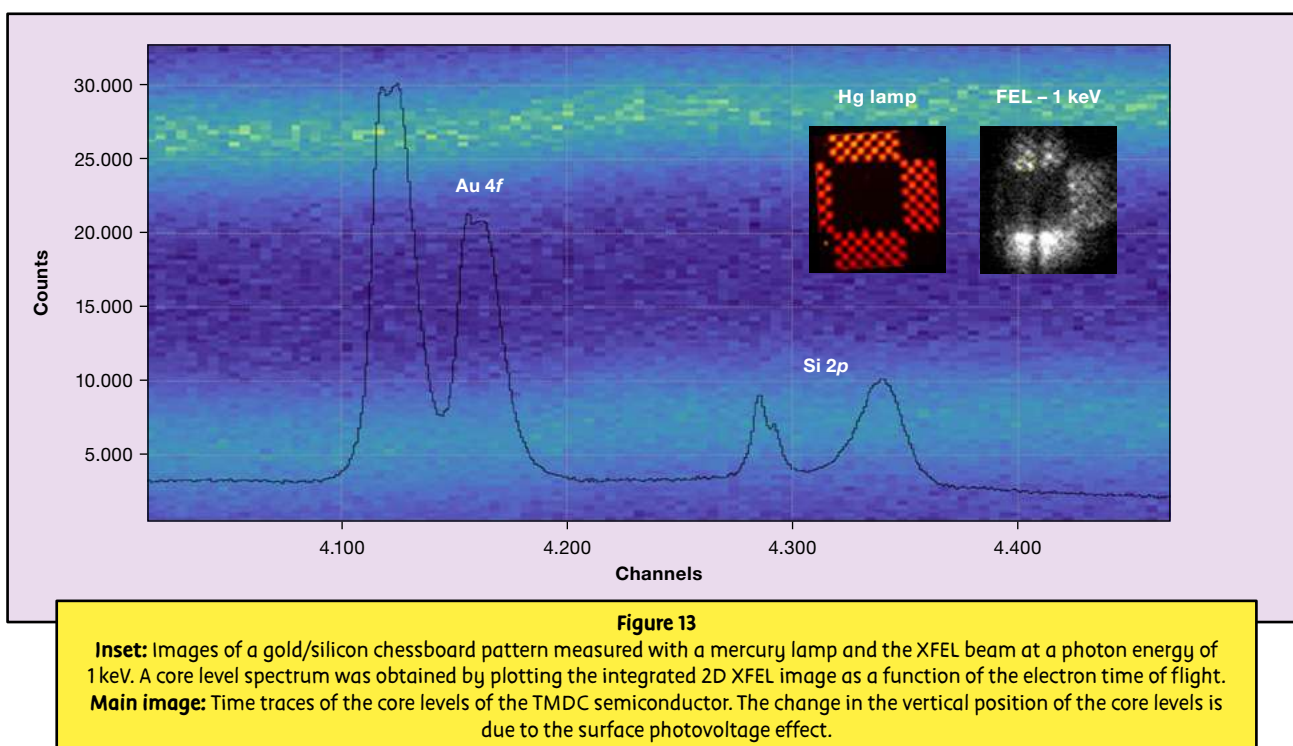 30.000
25.000
20.000
15.000
10.000
5.000
Counts
Au 4f
Hg lamp
FEL – 1 keV
Si 2p
4.100
4.200
4.300
4.400
Channels
Figure 13
Inset: Images of a gold/silicon chessboard pattern measured with a mercury lamp and the XFEL beam at a photon energy of
1 keV. A core level spectrum was obtained by plotting the integrated 2D XFEL image as a function of the electron time of flight.
Main image: Time traces of the core levels of the TMDC semiconductor. The change in the vertical position of the core levels is
due to the surface photovoltage effect.